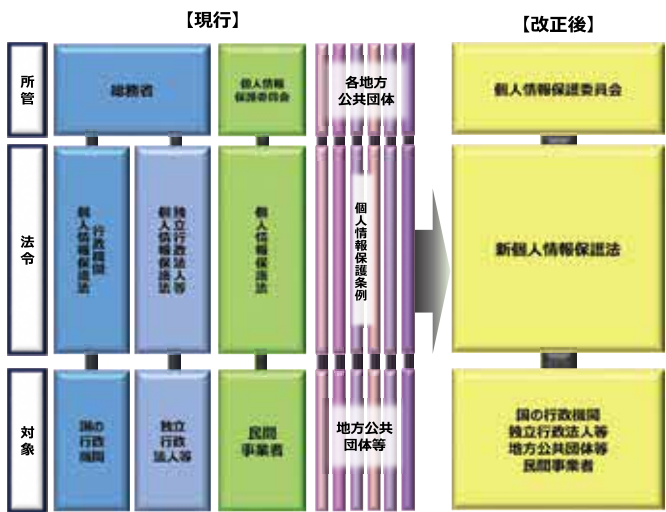 【現行】
【改正後】
所管
総務省
個人情報
保護委員会
各地方
公共団体
個人情報保護委員会
法令
行政機関
個人情報保護法
独立行政法人等
個人情報保護法
個人情報保護法
個人情報保護条例
新個人情報保護法
対象
国の
行政
機関
独立
行政
法人等
民間
事業者
地方公共
団体等
国の行政機関
独立行政法人等
地方公共団体等
民間事業者